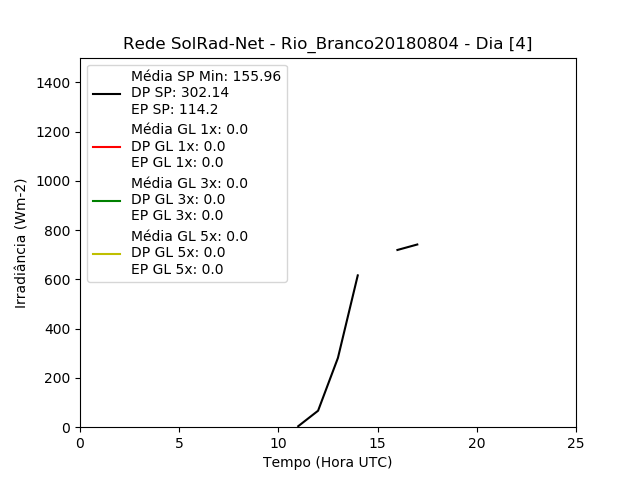 Rede SolRad-Net - Rio_Branco20180804 - Dia [4]
Média SP Min: 155.96
DP SP: 302.14
EP SP: 114.2
Média GL 1x: 0.0
DP GL 1x: 0.0
EP GL 1x: 0.0
Média GL 3x: 0.0
DP GL 3x: 0.0
EP GL 3x: 0.0
Média GL 5x: 0.0
DP GL 5x: 0.0
EP GL 5x: 0.0
Irradiância (Wm-2)
1400
1200
1000
800
600
400
200
0
0 5 10 15 20 25
Tempo (Hora UTC)